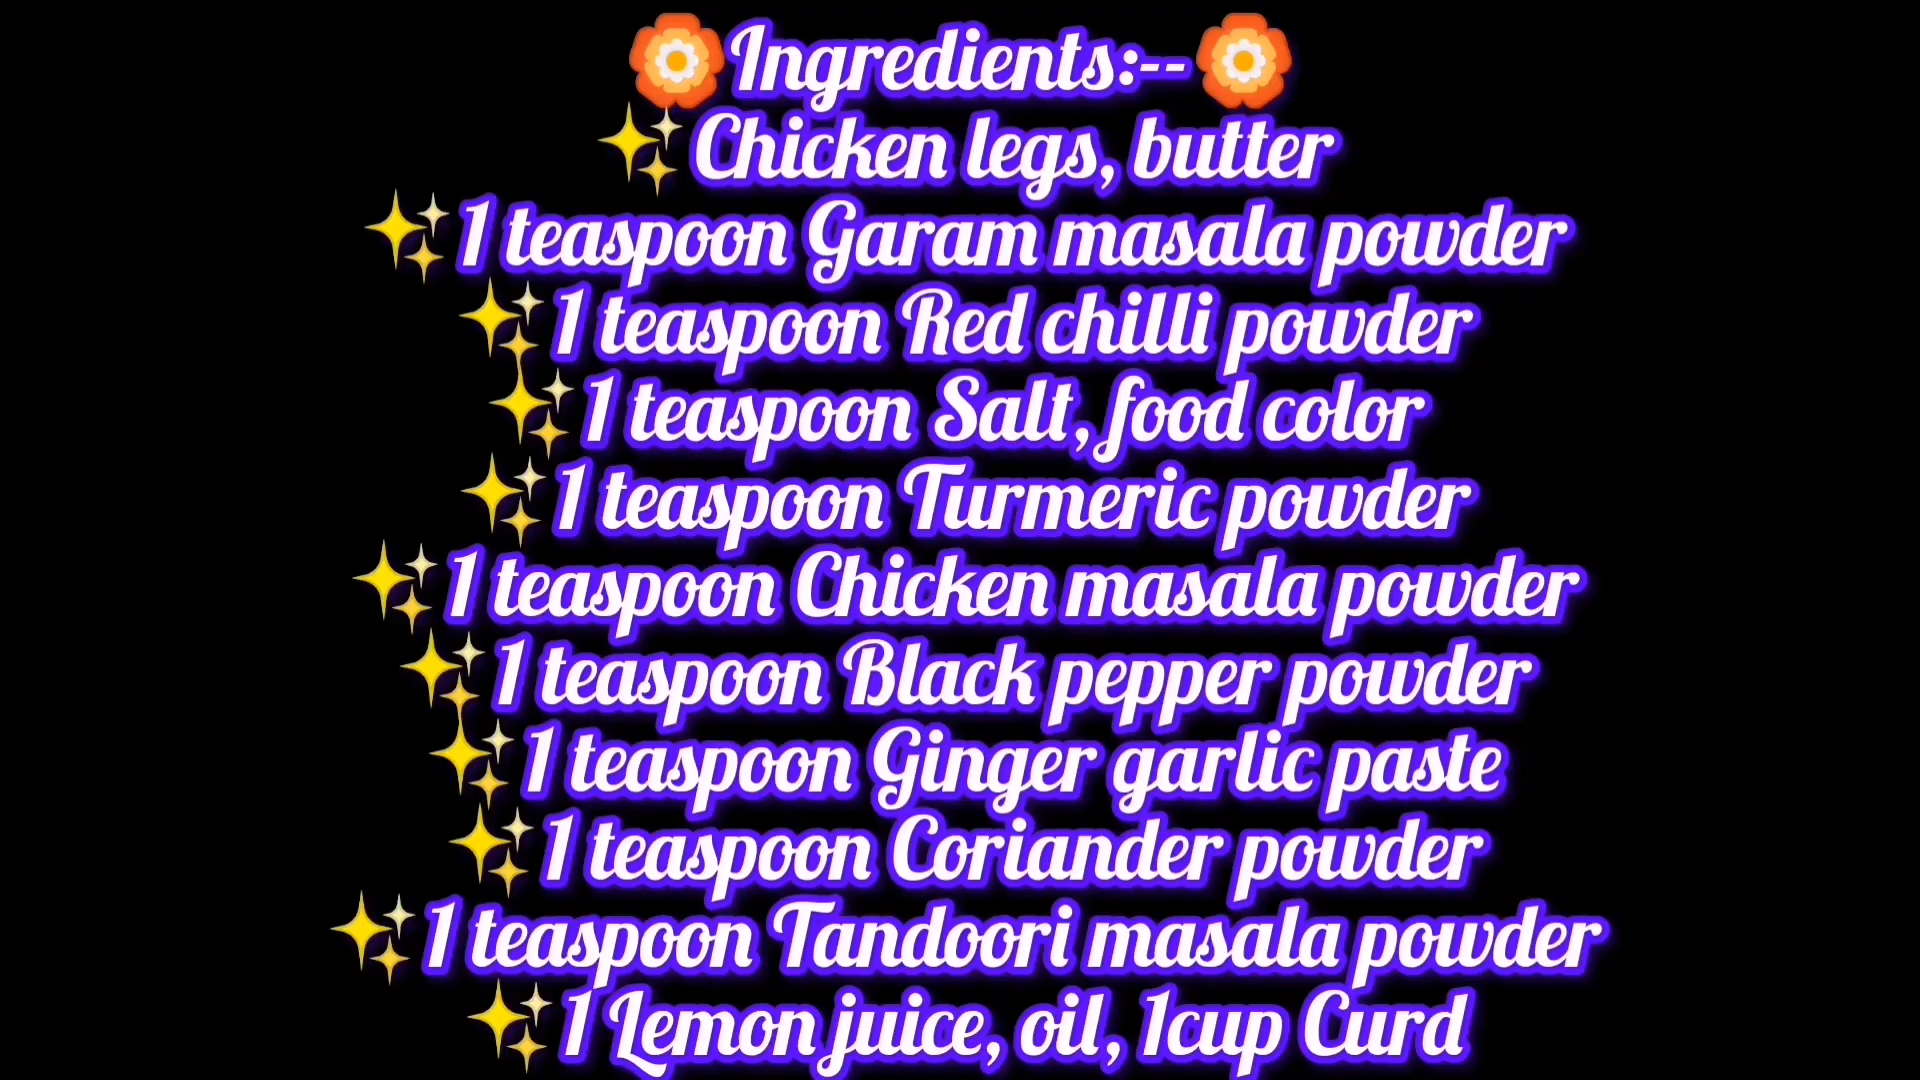 🏵️Ingredients:--🏵️
✨Chicken legs, butter
✨1 teaspoon Garam masala powder
✨1 teaspoon Red chilli powder
✨1 teaspoon Salt, food color
✨1 teaspoon Turmeric powder
✨1 teaspoon Chicken masala powder
✨1 teaspoon Black pepper powder
✨1 teaspoon Ginger garlic paste
✨1 teaspoon Coriander powder
✨1 teaspoon Tandoori masala powder
✨1 Lemon juice, oil, 1cup Curd